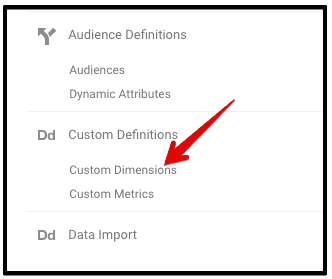 Audience Definitions
Audiences
Dynamic Attributes
Dd Custom Definitions
Custom Dimensions
Custom Metrics
Dd Data Import